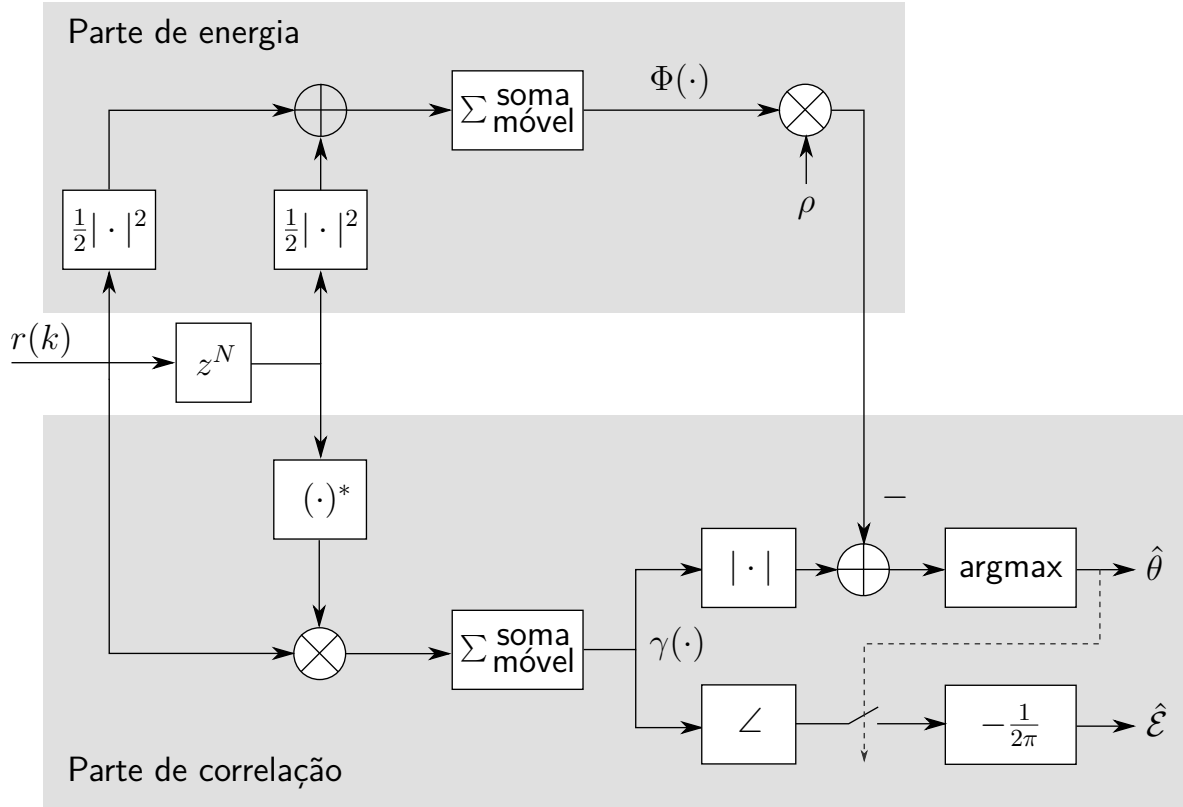 Parte de energia
∑ soma móvel
Φ(·)
½|·|²
½|·|²
ρ
r(k)
z^N
(·)*
−
|·|
argmax
θ̂
∑ soma móvel
γ(·)
∠
−1/2π
ℰ̂
Parte de correlação